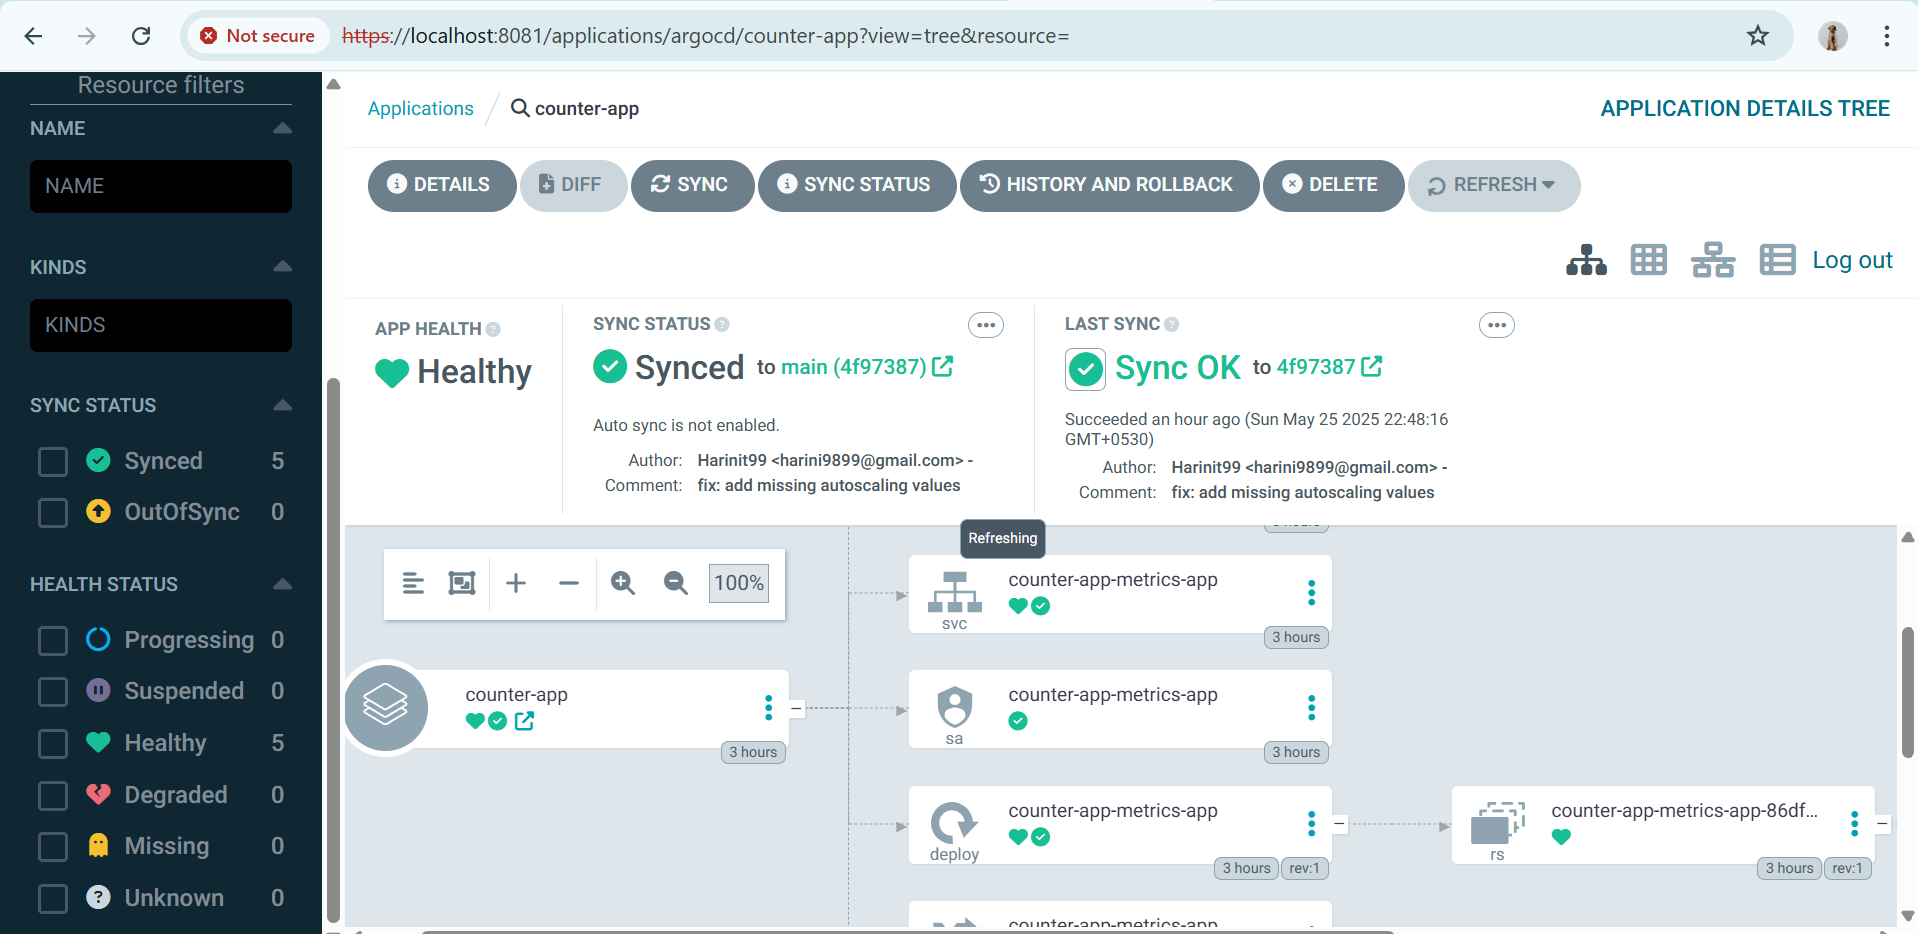 Not secure https://localhost:8081/applications/argocd/counter-app?view=tree&resource=
Resource filters
NAME
NAME
KINDS
KINDS
SYNC STATUS
Synced 5
OutOfSync 0
HEALTH STATUS
Progressing 0
Suspended 0
Healthy 5
Degraded 0
Missing 0
Unknown 0
Applications / counter-app
APPLICATION DETAILS TREE
DETAILS DIFF SYNC SYNC STATUS HISTORY AND ROLLBACK DELETE REFRESH
Log out
APP HEALTH
Healthy
SYNC STATUS
Synced to main (4f97387)
Auto sync is not enabled.
Author: Harinit99 <harini9899@gmail.com> -
Comment: fix: add missing autoscaling values
LAST SYNC
Sync OK to 4f97387
Succeeded an hour ago (Sun May 25 2025 22:48:16
GMT+0530)
Author: Harinit99 <harini9899@gmail.com> -
Comment: fix: add missing autoscaling values
Refreshing
100%
counter-app
3 hours
3 hours
counter-app-metrics-app
svc
3 hours
counter-app-metrics-app
sa
3 hours
counter-app-metrics-app
deploy
3 hours rev:1
counter-app-metrics-app-86df...
rs
3 hours rev:1
counter-app-metrics-app